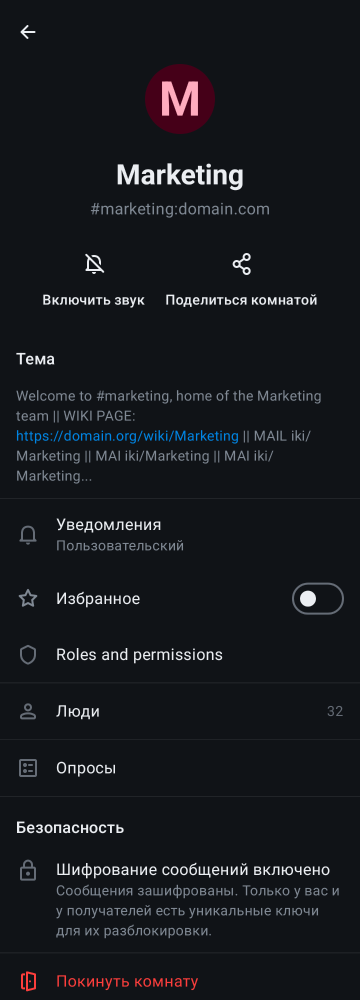 M
Marketing
#marketing:domain.com
Включить звук
Поделиться комнатой
Тема
Welcome to #marketing, home of the Marketing
team || WIKI PAGE:
https://domain.org/wiki/Marketing || MAIL iki/
Marketing || MAI iki/Marketing || MAI iki/
Marketing...
Уведомления
Пользовательский
Избранное
Roles and permissions
Люди 32
Опросы
Безопасность
Шифрование сообщений включено
Сообщения зашифрованы. Только у вас и
у получателей есть уникальные ключи
для их разблокировки.
Покинуть комнату